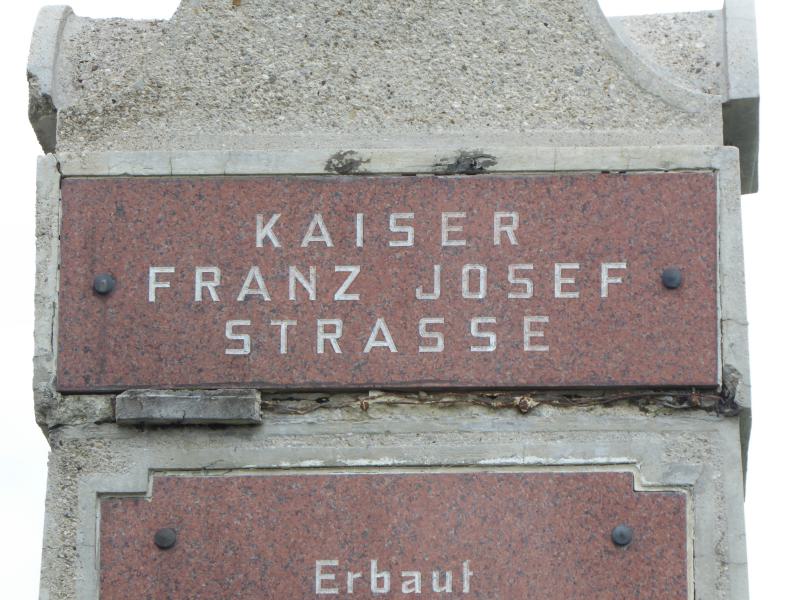 KAISER
FRANZ JOSEF
STRASSE
Erbaut